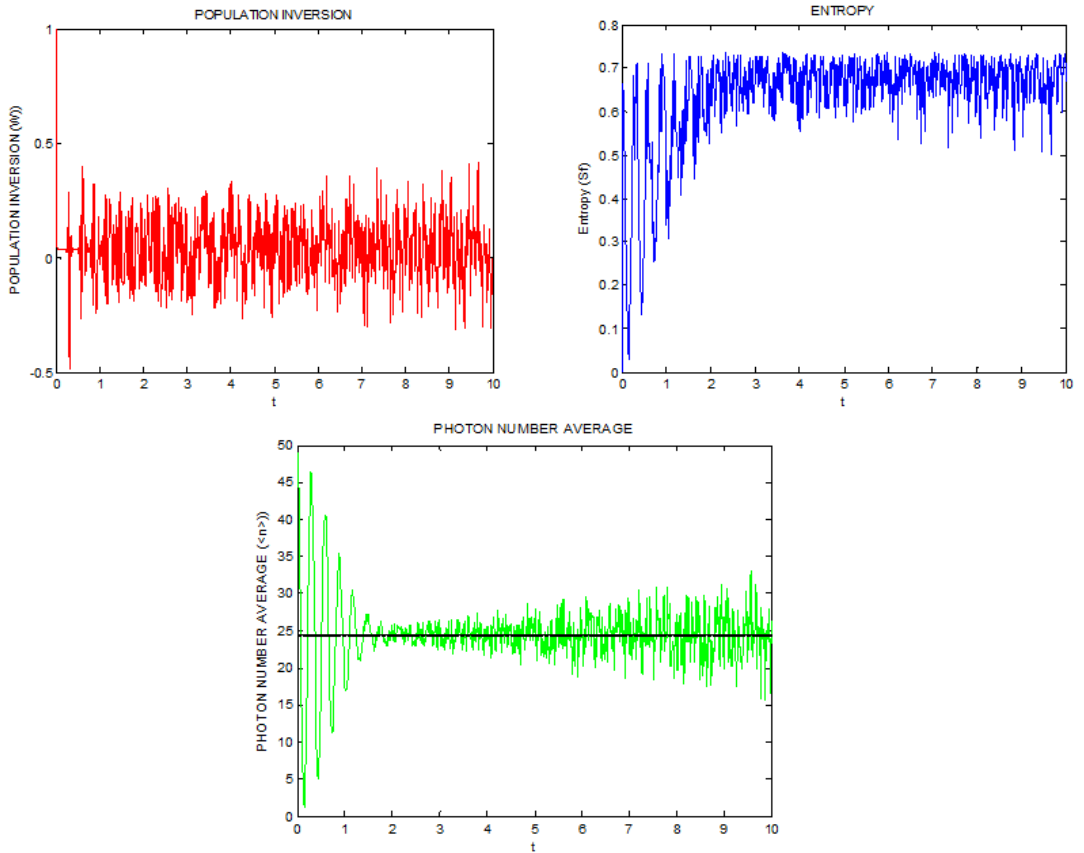 POPULATION INVERSION
POPULATION INVERSION (W)
1
0.5
0
-0.5
0 1 2 3 4 5 6 7 8 9 10
t
ENTROPY
Entropy (Sf)
0.8
0.7
0.6
0.5
0.4
0.3
0.2
0.1
0
0 1 2 3 4 5 6 7 8 9 10
t
PHOTON NUMBER AVERAGE
PHOTON NUMBER AVERAGE (<n>))
50
45
40
35
30
25
20
15
10
5
0
0 1 2 3 4 5 6 7 8 9 10
t